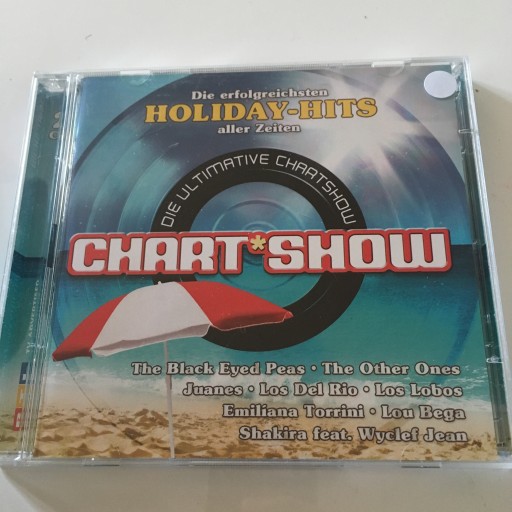 Die erfolgreichsten
HOLIDAY-HITS
aller Zeiten
DIE ULTIMATIVE CHARTSHOW
CHART*SHOW
The Black Eyed Peas · The Other Ones
Juanes · Los Del Rio · Los Lobos
Emiliana Torrini · Lou Bega
Shakira feat. Wyclef Jean